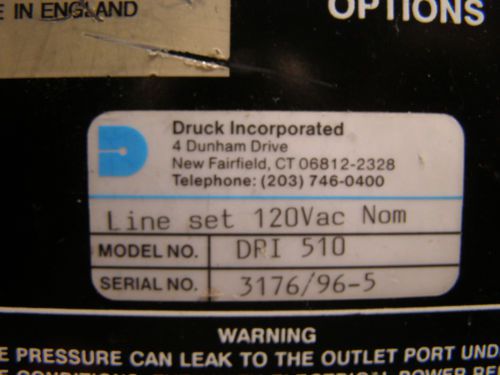 E IN ENGLAND
OPTIONS
Druck Incorporated
4 Dunham Drive
New Fairfield, CT 06812-2328
Telephone: (203) 746-0400
Line set 120Vac Nom
MODEL NO. DPI 510
SERIAL NO. 3176/96-5
WARNING
E PRESSURE CAN LEAK TO THE OUTLET PORT UND